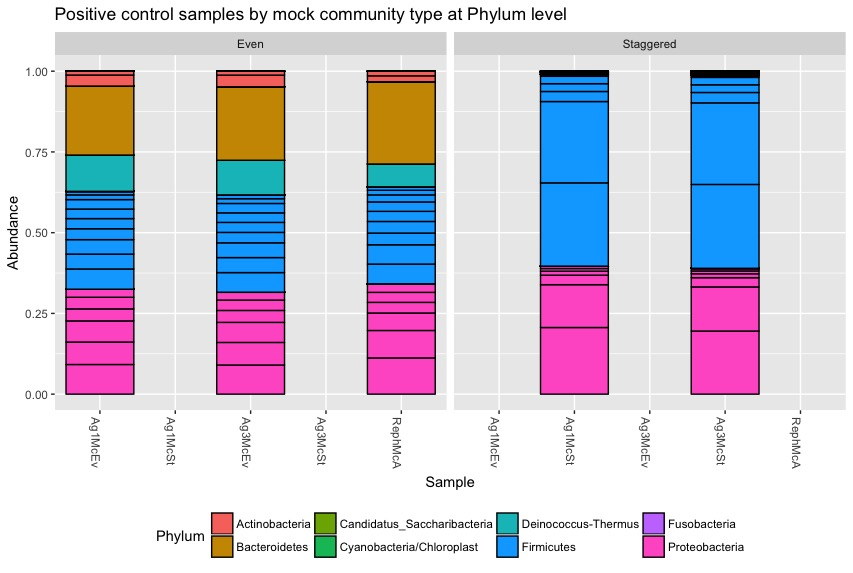 Positive control samples by mock community type at Phylum level
Even
Staggered
Abundance
1.00
0.75
0.50
0.25
0.00
Ag1McEv
Ag1McSt
Ag3McEv
Ag3McSt
RephMcA
Ag1McEv
Ag1McSt
Ag3McEv
Ag3McSt
RephMcA
Sample
Phylum
Actinobacteria
Candidatus_Saccharibacteria
Deinococcus-Thermus
Fusobacteria
Bacteroidetes
Cyanobacteria/Chloroplast
Firmicutes
Proteobacteria